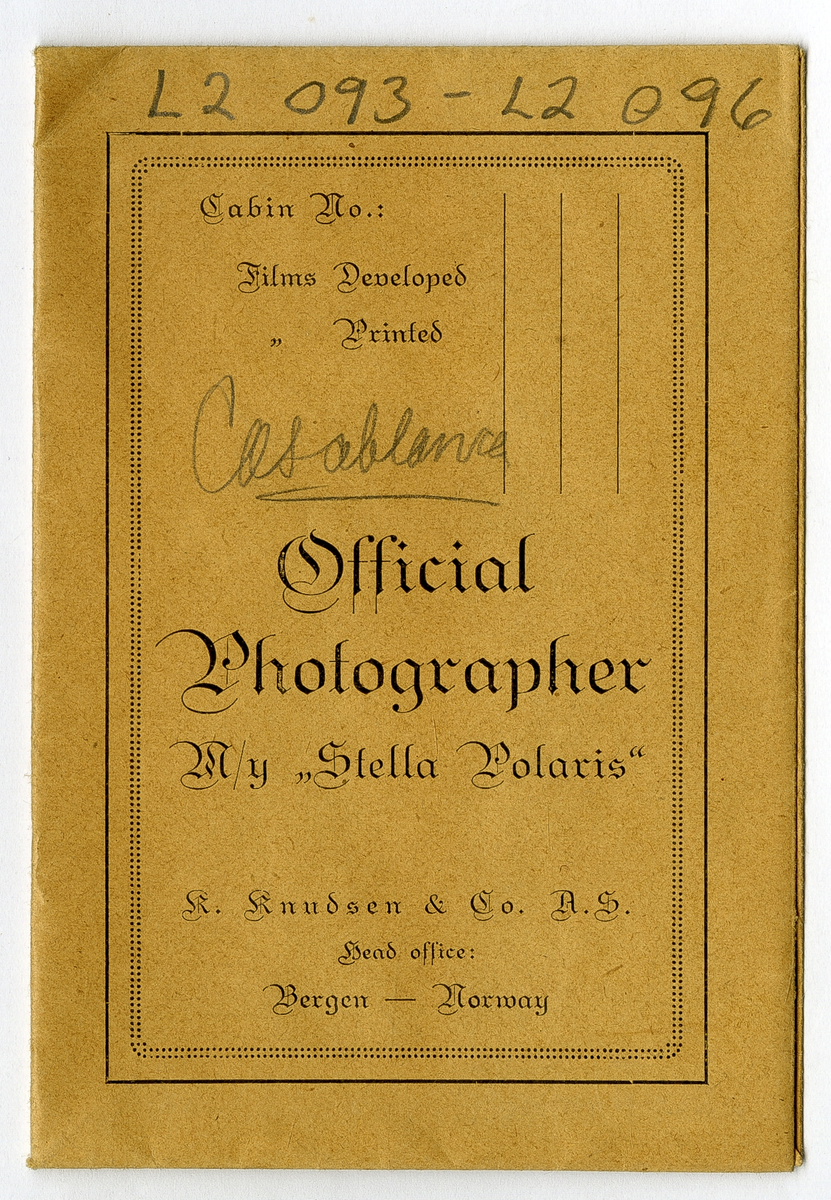 L2 093 - L2 096
Cabin No.:
Films Developed
„ Printed
Casablanca
Official
Photographer
M/y „Stella Polaris“
K. Knudsen & Co. A.S.
Head office:
Bergen — Norway